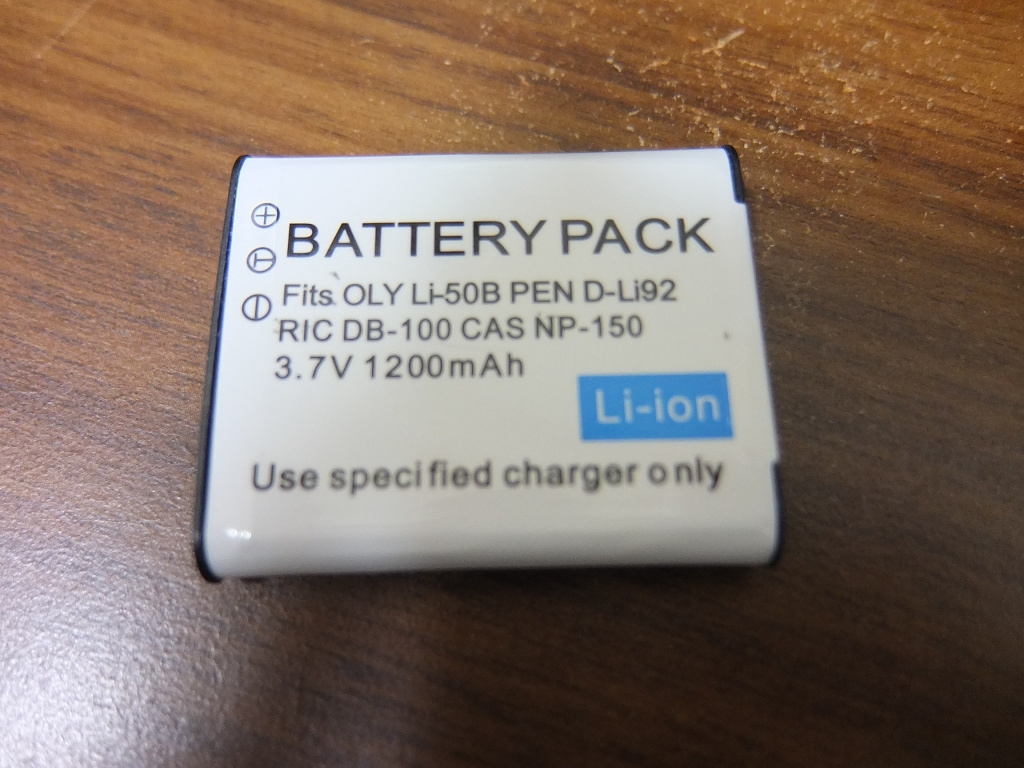 BATTERY PACK
Fits OLY Li-50B PEN D-Li92
RIC DB-100 CAS NP-150
3.7V 1200mAh
Li-ion
Use specified charger only